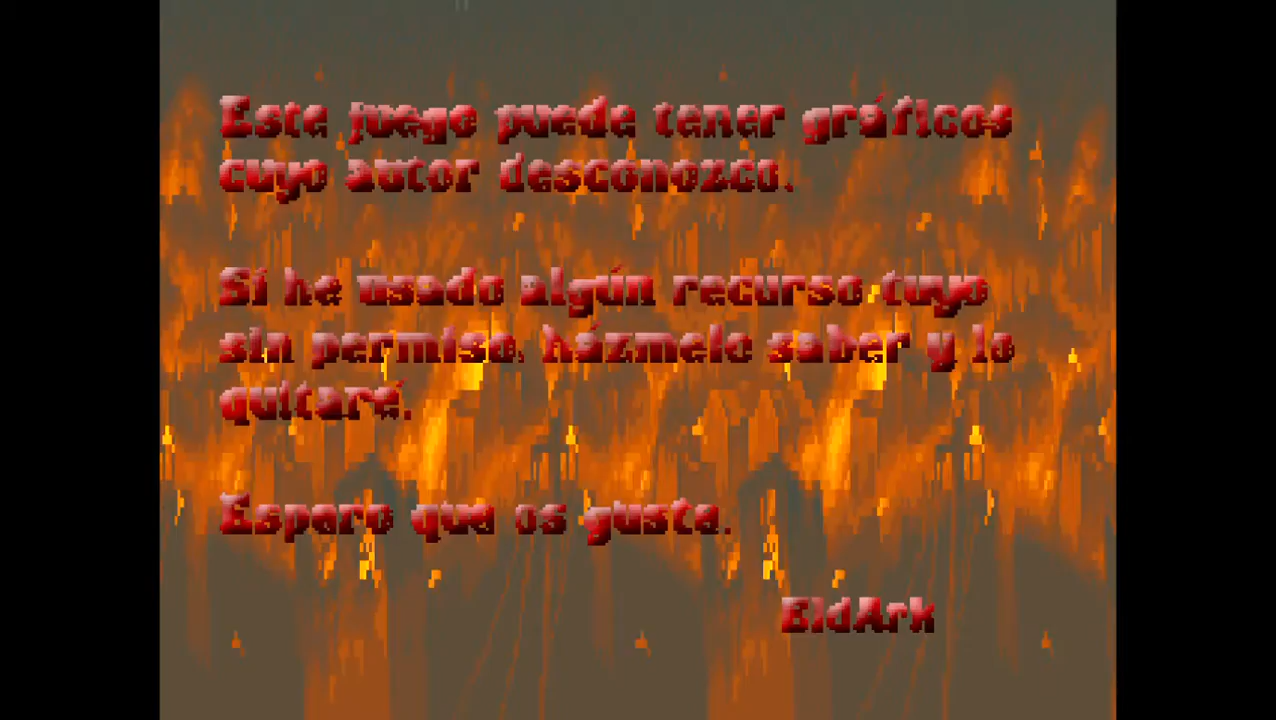 Este juego puede tener gráficos
cuyo autor desconozco.
Si he usado algún recurso tuyo
sin permiso, házmelo saber y lo
quitaré.
Espero que os guste.
EldArk